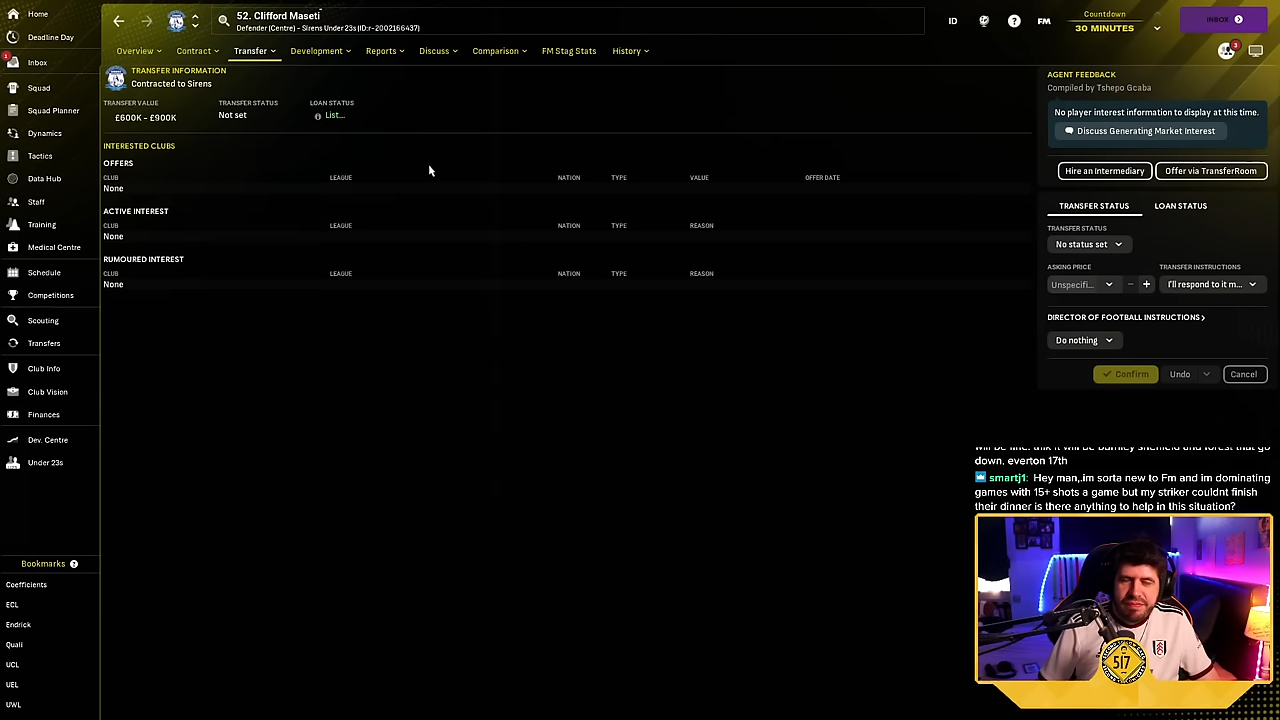 Home
Deadline Day
1
Inbox
Squad
Squad Planner
Dynamics
Tactics
Data Hub
Staff
Training
Medical Centre
Schedule
Competitions
Scouting
Transfers
Club Info
Club Vision
Finances
Dev. Centre
Under 23s
Bookmarks ?
Coefficients
ECL
Endrick
Quali
UCL
UEL
UWL
52. Clifford Maseti
Defender (Centre) - Sirens Under 23s (ID:r-2002166437)
ID
?
FM
Countdown
30 MINUTES
INBOX
3
Overview
Contract
Transfer
Development
Reports
Discuss
Comparison
FM Stag Stats
History
TRANSFER INFORMATION
Contracted to Sirens
TRANSFER VALUE TRANSFER STATUS LOAN STATUS
£600K - £900K Not set List...
INTERESTED CLUBS
OFFERS
CLUB LEAGUE NATION TYPE VALUE OFFER DATE
None
ACTIVE INTEREST
CLUB LEAGUE NATION TYPE REASON
None
RUMOURED INTEREST
CLUB LEAGUE NATION TYPE REASON
None
AGENT FEEDBACK
Compiled by Tshepo Gcaba
No player interest information to display at this time.
Discuss Generating Market Interest
Hire an Intermediary Offer via TransferRoom
TRANSFER STATUS LOAN STATUS
TRANSFER STATUS
No status set
ASKING PRICE TRANSFER INSTRUCTIONS
Unspecifi... − + I'll respond to it m...
DIRECTOR OF FOOTBALL INSTRUCTIONS >
Do nothing
Confirm Undo Cancel
down, everton 17th
smartj1: Hey man,.im sorta new to Fm and im dominating
games with 15+ shots a game but my striker couldnt finish
their dinner is there anything to help in this situation?
517